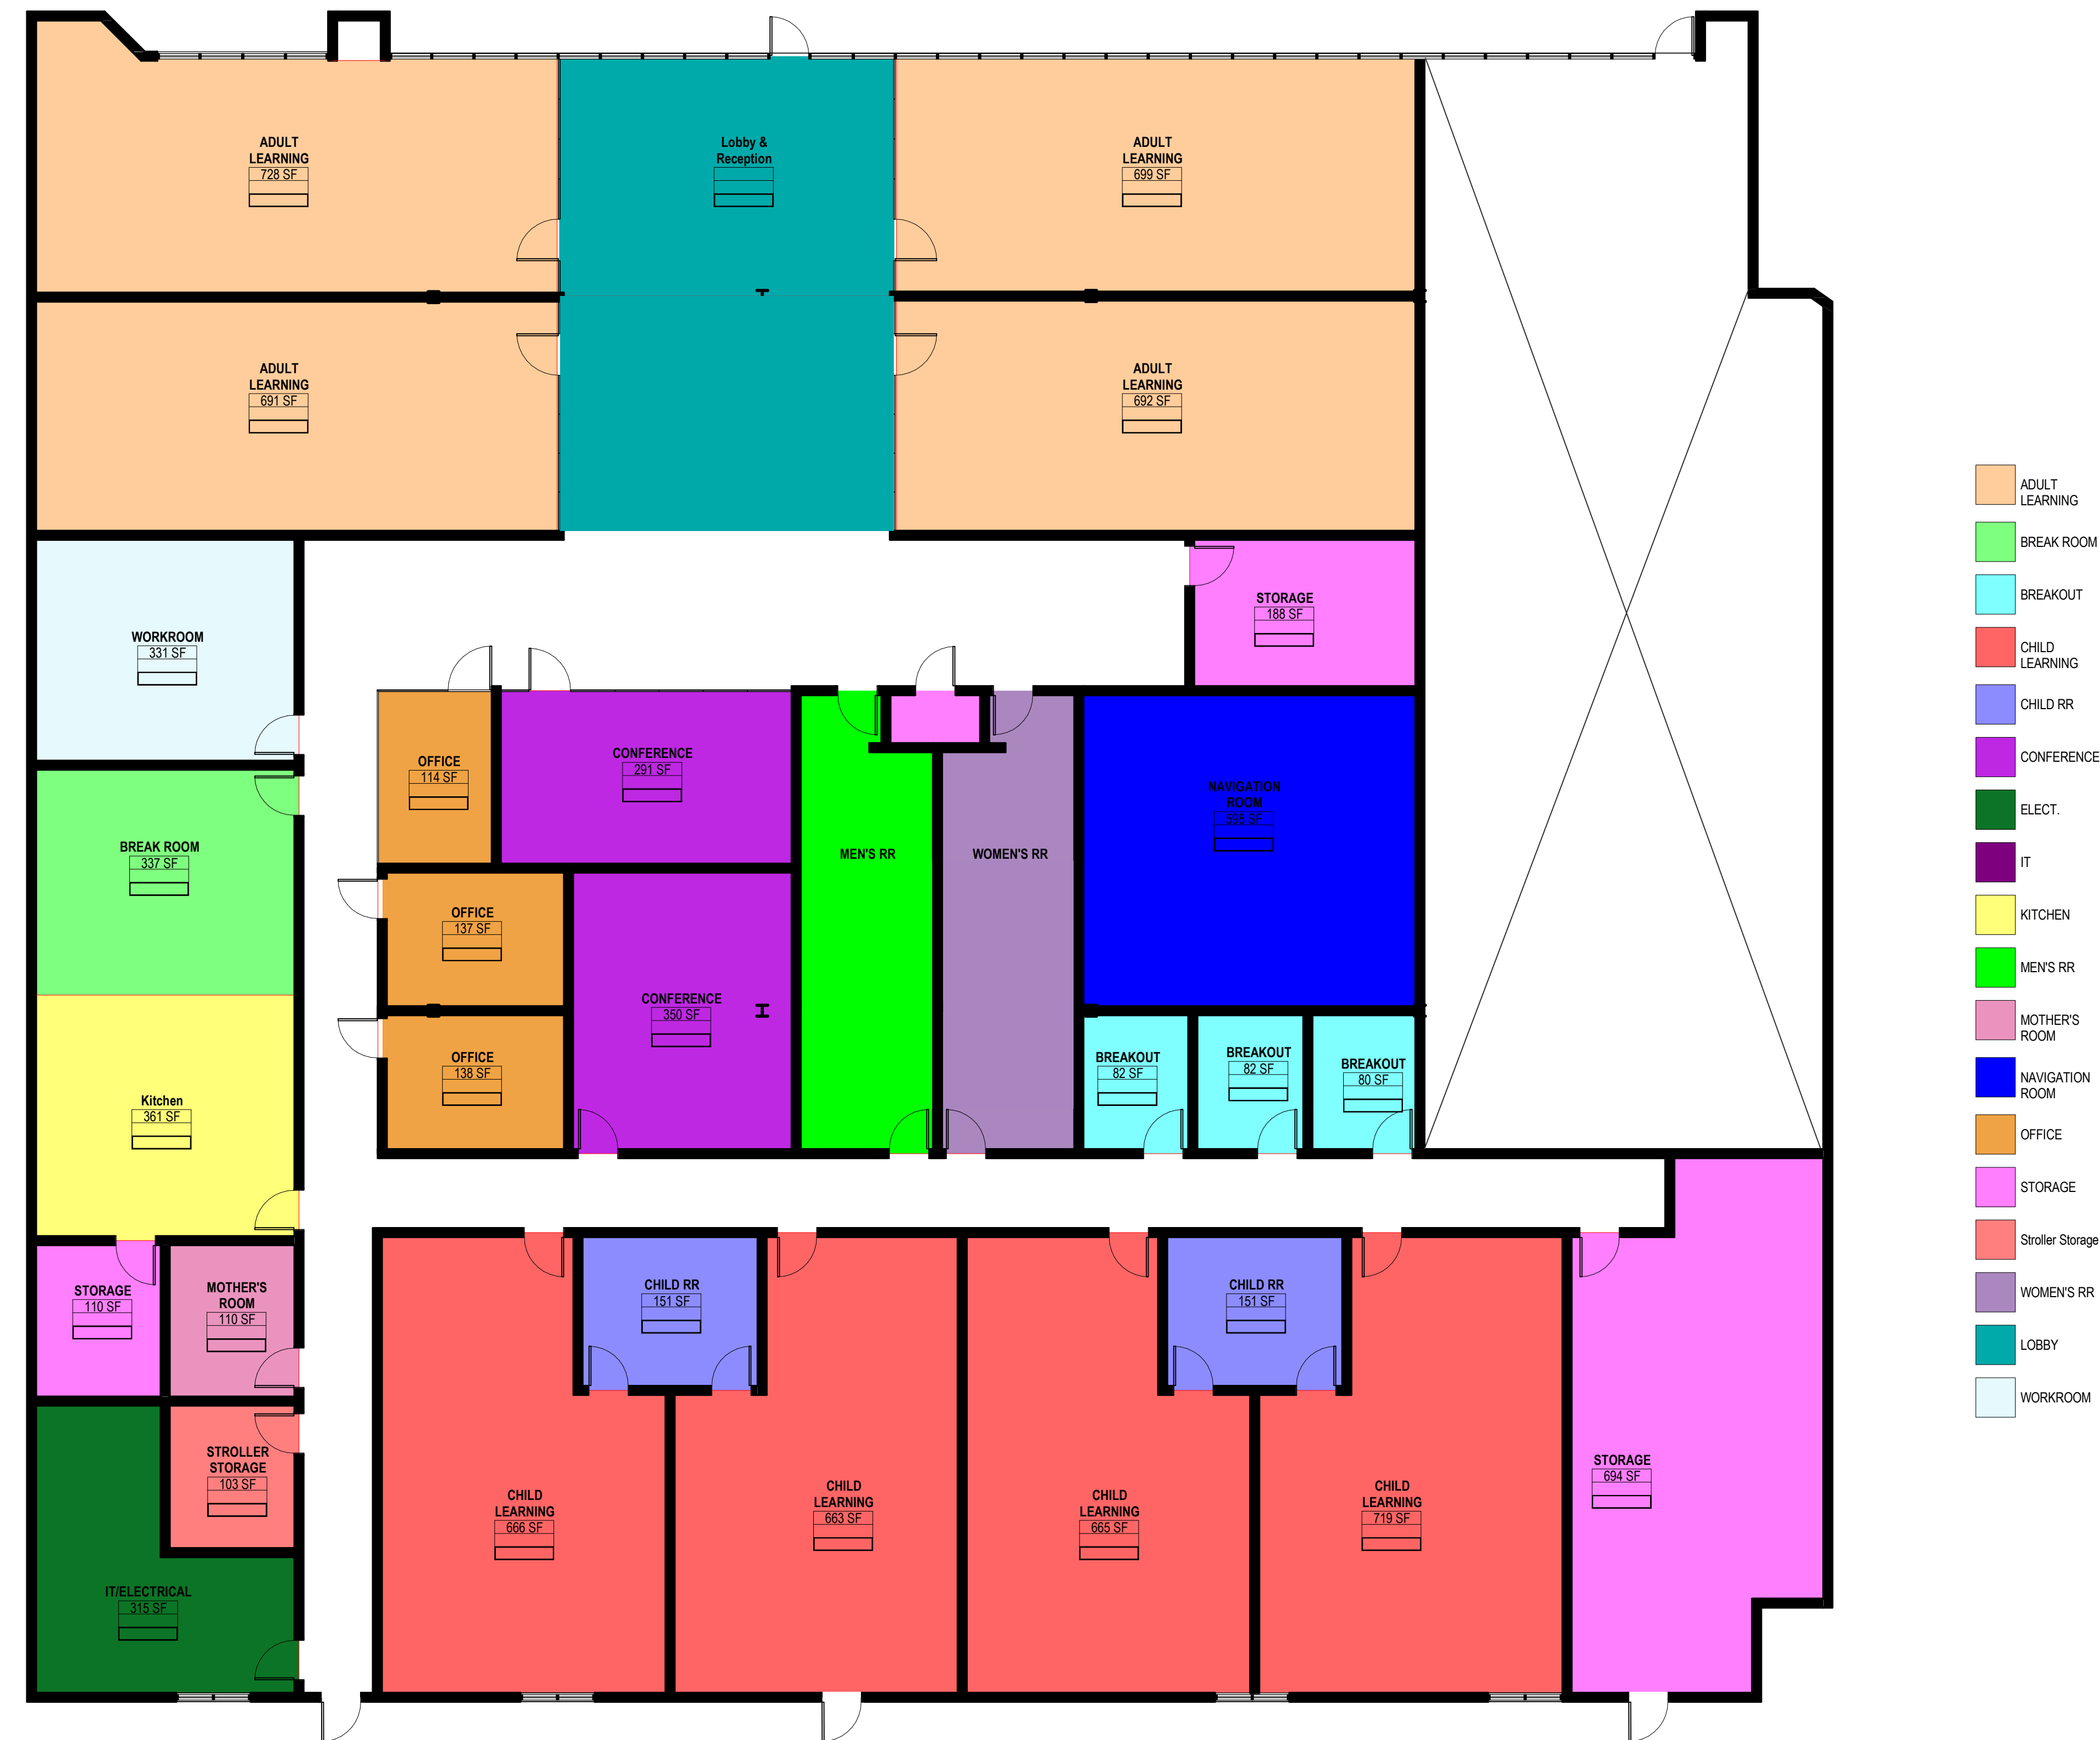 ADULT
LEARNING
728 SF
Lobby &
Reception
ADULT
LEARNING
699 SF
ADULT
LEARNING
691 SF
ADULT
LEARNING
692 SF
STORAGE
188 SF
WORKROOM
331 SF
OFFICE
114 SF
CONFERENCE
291 SF
NAVIGATION
ROOM
BREAK ROOM
337 SF
MEN'S RR
WOMEN'S RR
OFFICE
137 SF
CONFERENCE
350 SF
OFFICE
138 SF
BREAKOUT
82 SF
BREAKOUT
82 SF
BREAKOUT
80 SF
Kitchen
361 SF
STORAGE
110 SF
MOTHER'S
ROOM
110 SF
CHILD RR
151 SF
CHILD RR
151 SF
STROLLER
STORAGE
103 SF
CHILD
LEARNING
666 SF
CHILD
LEARNING
663 SF
CHILD
LEARNING
665 SF
CHILD
LEARNING
719 SF
STORAGE
694 SF
IT/ELECTRICAL
315 SF
ADULT
LEARNING
BREAK ROOM
BREAKOUT
CHILD
LEARNING
CHILD RR
CONFERENCE
ELECT.
IT
KITCHEN
MEN'S RR
MOTHER'S
ROOM
NAVIGATION
ROOM
OFFICE
STORAGE
Stroller Storage
WOMEN'S RR
LOBBY
WORKROOM